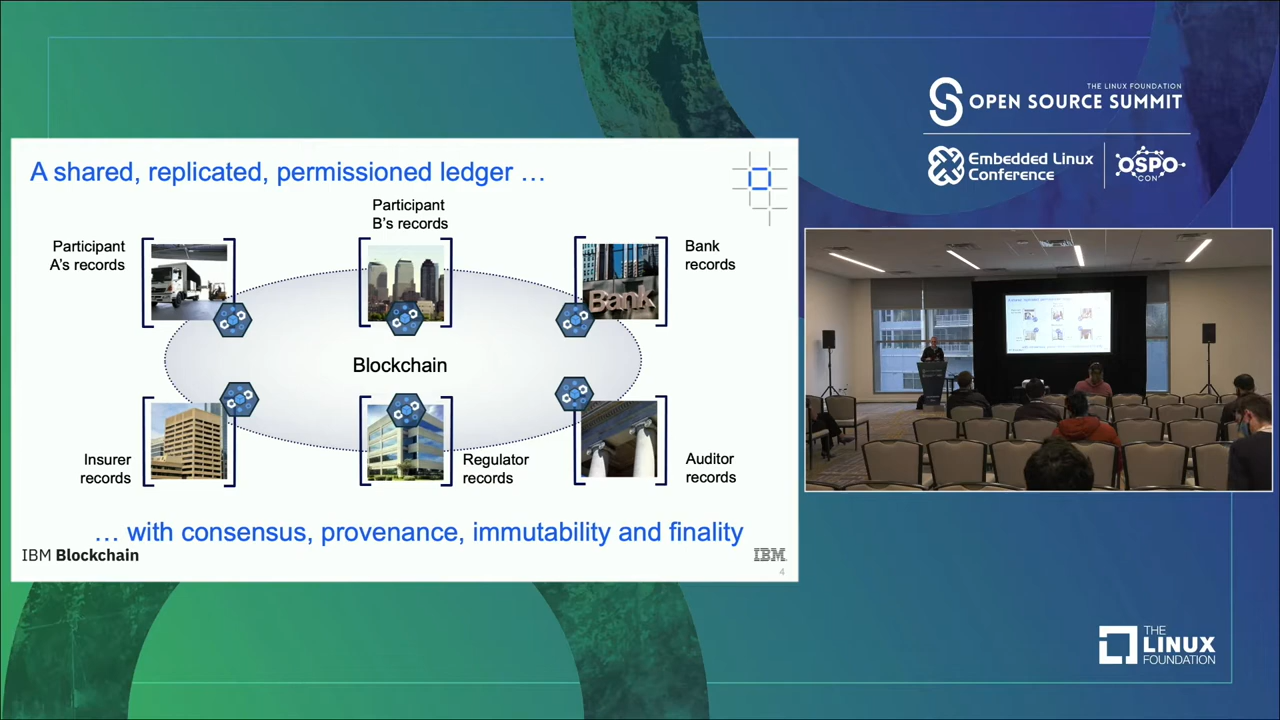 A shared, replicated, permissioned ledger …
Participant
A's records
Participant
B's records
Bank
records
Bank
Blockchain
Insurer
records
Regulator
records
Auditor
records
… with consensus, provenance, immutability and finality
IBM Blockchain
IBM
4
THE LINUX FOUNDATION
OPEN SOURCE SUMMIT
Embedded Linux
Conference
OSPO
CON
THE
LINUX
FOUNDATION